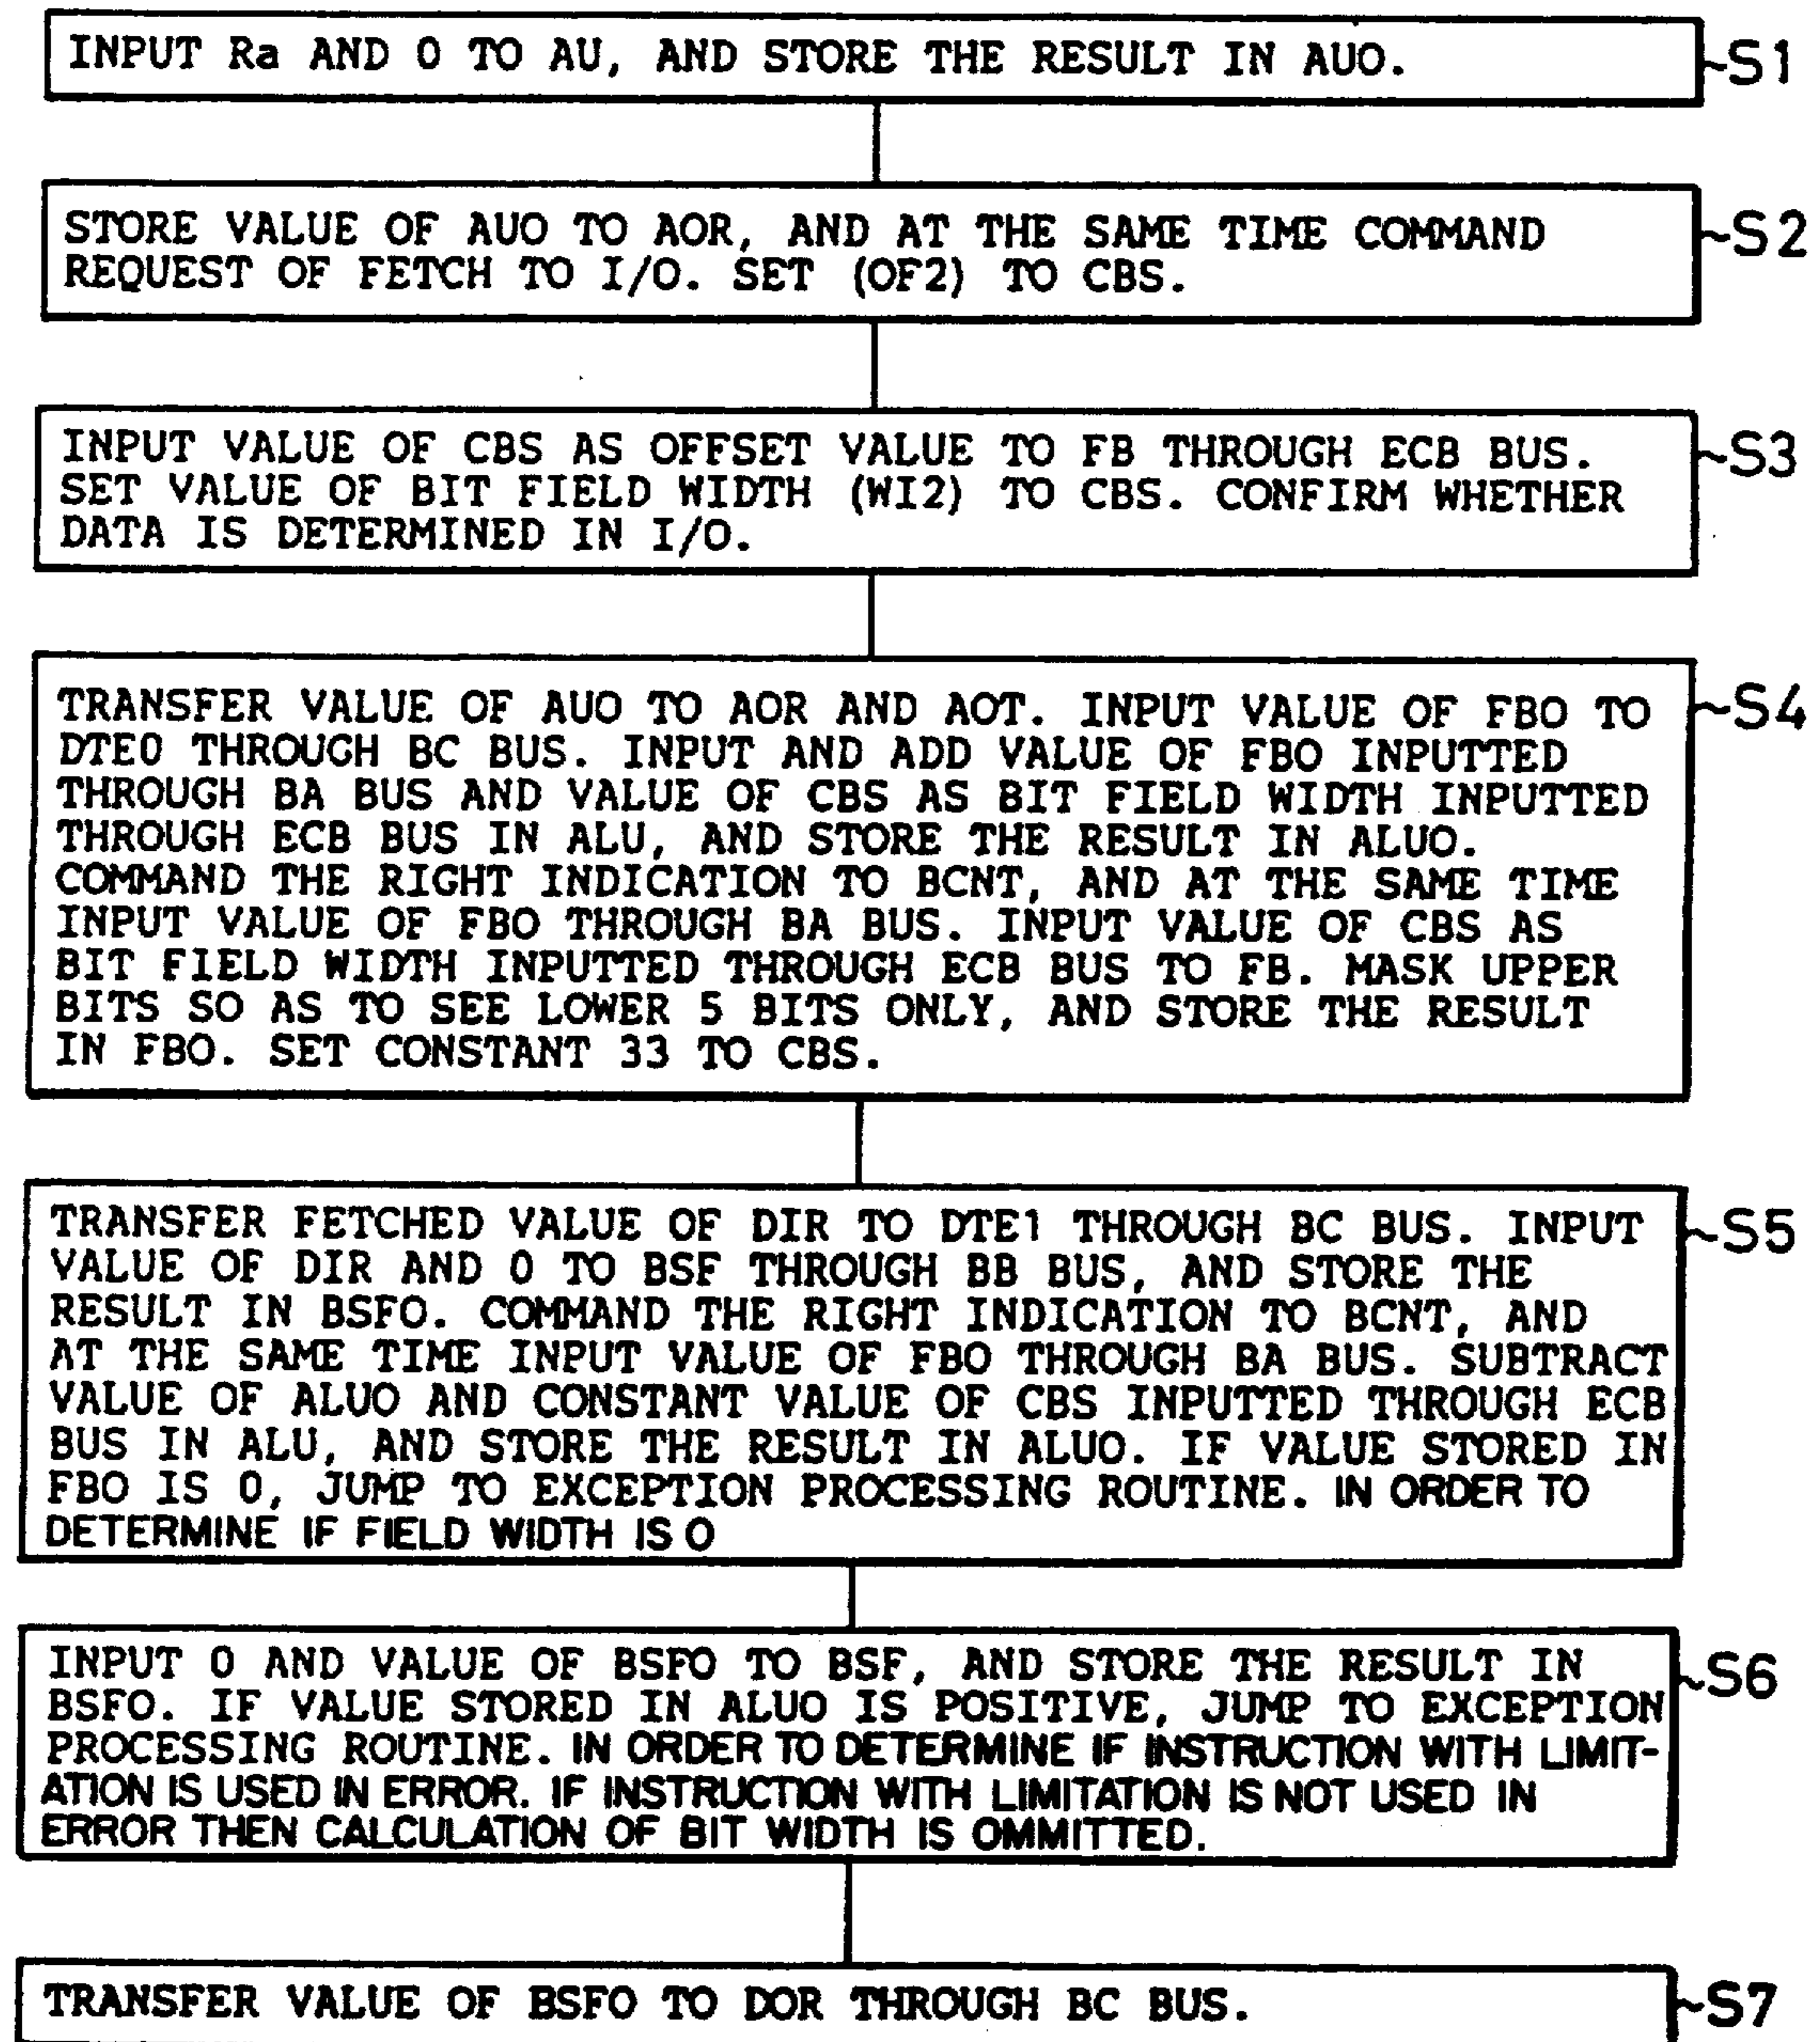 INPUT Ra AND 0 TO AU, AND STORE THE RESULT IN AUO.
~S1
STORE VALUE OF AUO TO AOR, AND AT THE SAME TIME COMMAND
REQUEST OF FETCH TO I/O. SET (OF2) TO CBS.
~S2
INPUT VALUE OF CBS AS OFFSET VALUE TO FB THROUGH ECB BUS.
SET VALUE OF BIT FIELD WIDTH (WI2) TO CBS. CONFIRM WHETHER
DATA IS DETERMINED IN I/O.
~S3
TRANSFER VALUE OF AUO TO AOR AND AOT. INPUT VALUE OF FBO TO
DTE0 THROUGH BC BUS. INPUT AND ADD VALUE OF FBO INPUTTED
THROUGH BA BUS AND VALUE OF CBS AS BIT FIELD WIDTH INPUTTED
THROUGH ECB BUS IN ALU, AND STORE THE RESULT IN ALUO.
COMMAND THE RIGHT INDICATION TO BCNT, AND AT THE SAME TIME
INPUT VALUE OF FBO THROUGH BA BUS. INPUT VALUE OF CBS AS
BIT FIELD WIDTH INPUTTED THROUGH ECB BUS TO FB. MASK UPPER
BITS SO AS TO SEE LOWER 5 BITS ONLY, AND STORE THE RESULT
IN FBO. SET CONSTANT 33 TO CBS.
~S4
TRANSFER FETCHED VALUE OF DIR TO DTE1 THROUGH BC BUS. INPUT
VALUE OF DIR AND 0 TO BSF THROUGH BB BUS, AND STORE THE
RESULT IN BSFO. COMMAND THE RIGHT INDICATION TO BCNT, AND
AT THE SAME TIME INPUT VALUE OF FBO THROUGH BA BUS. SUBTRACT
VALUE OF ALUO AND CONSTANT VALUE OF CBS INPUTTED THROUGH ECB
BUS IN ALU, AND STORE THE RESULT IN ALUO. IF VALUE STORED IN
FBO IS 0, JUMP TO EXCEPTION PROCESSING ROUTINE. IN ORDER TO
DETERMINE IF FIELD WIDTH IS 0
~S5
INPUT 0 AND VALUE OF BSFO TO BSF, AND STORE THE RESULT IN
BSFO. IF VALUE STORED IN ALUO IS POSITIVE, JUMP TO EXCEPTION
PROCESSING ROUTINE. IN ORDER TO DETERMINE IF INSTRUCTION WITH LIMIT-
ATION IS USED IN ERROR. IF INSTRUCTION WITH LIMITATION IS NOT USED IN
ERROR THEN CALCULATION OF BIT WIDTH IS OMMITTED.
~S6
TRANSFER VALUE OF BSFO TO DOR THROUGH BC BUS.
~S7